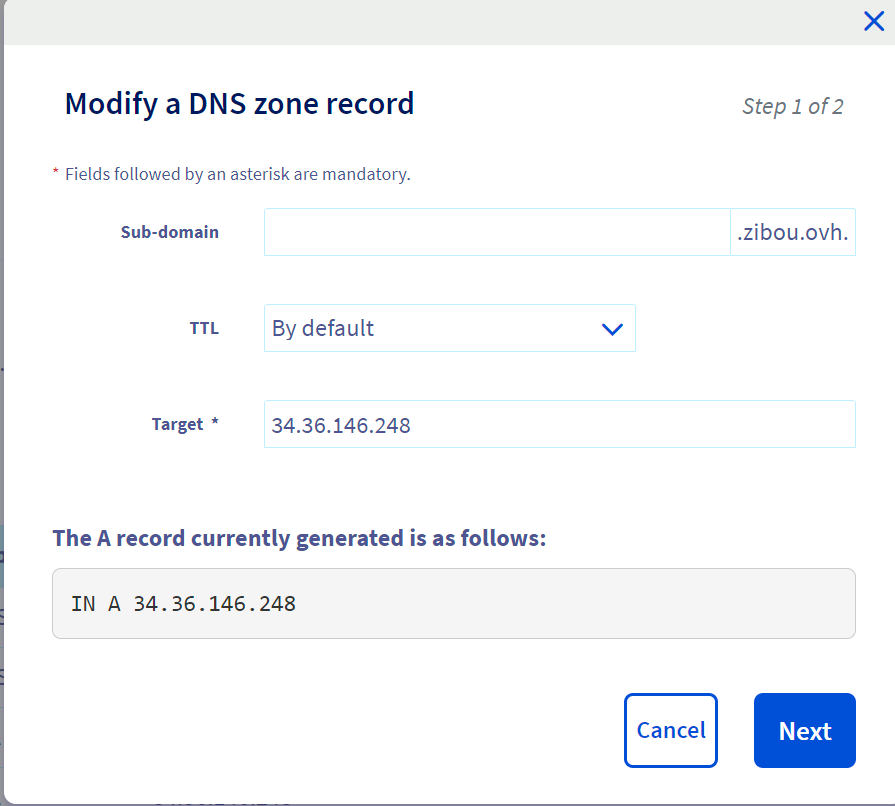 Modify a DNS zone record
Step 1 of 2
* Fields followed by an asterisk are mandatory.
Sub-domain
.zibou.ovh.
TTL
By default
Target *
34.36.146.248
The A record currently generated is as follows:
IN A 34.36.146.248
Cancel
Next